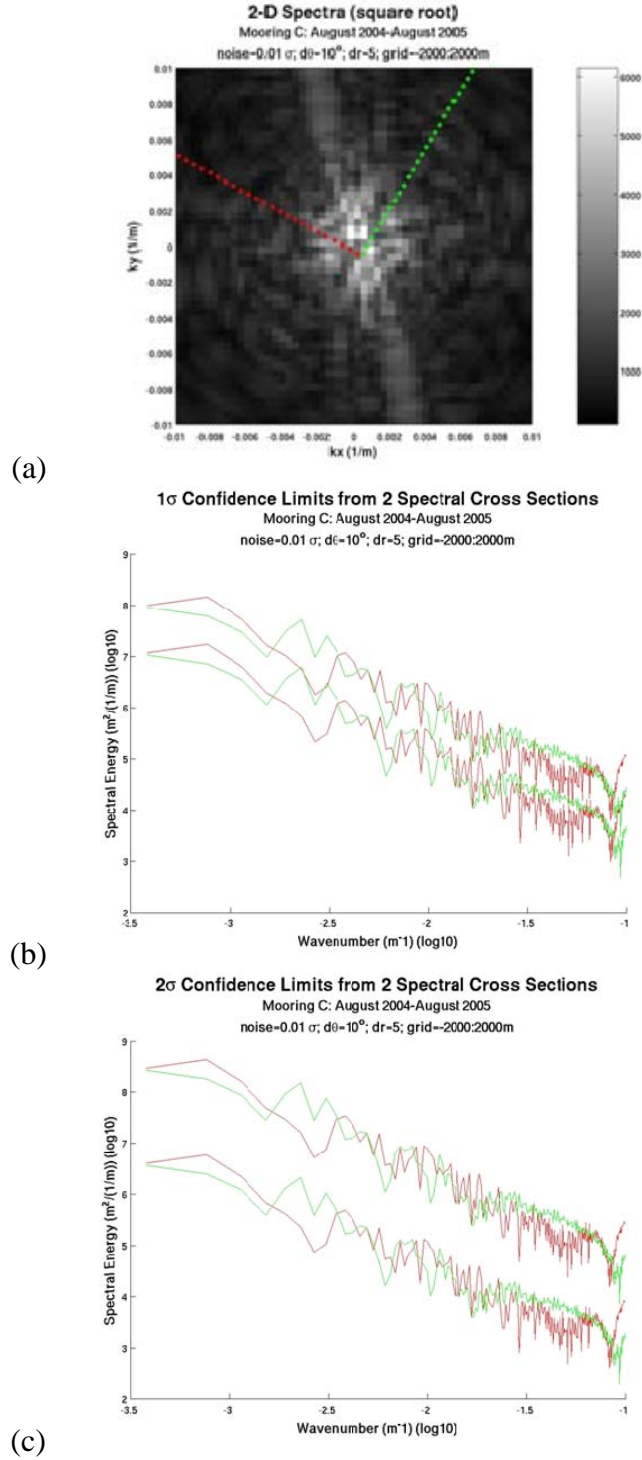 2-D Spectra (square root)
Mooring C: August 2004-August 2005
noise=0.01 σ; dθ=10°; dr=5; grid=-2000:2000m
0.01
0.008
0.006
0.004
0.002
0
-0.002
-0.004
-0.006
-0.008
-0.01
ky (1/m)
-0.01 -0.008 -0.006 -0.004 -0.002 0 0.002 0.004 0.006 0.008 0.01
kx (1/m)
6000
5000
4000
3000
2000
1000
(a)
1σ Confidence Limits from 2 Spectral Cross Sections
Mooring C: August 2004-August 2005
noise=0.01 σ; dθ=10°; dr=5; grid=-2000:2000m
9
8
7
6
5
4
3
2
Spectral Energy (m²/(1/m)) (log10)
-3.5 -3 -2.5 -2 -1.5 -1
Wavenumber (m⁻¹) (log10)
(b)
2σ Confidence Limits from 2 Spectral Cross Sections
Mooring C: August 2004-August 2005
noise=0.01 σ; dθ=10°; dr=5; grid=-2000:2000m
9
8
7
6
5
4
3
2
Spectral Energy (m²/(1/m)) (log10)
-3.5 -3 -2.5 -2 -1.5 -1
Wavenumber (m⁻¹) (log10)
(c)